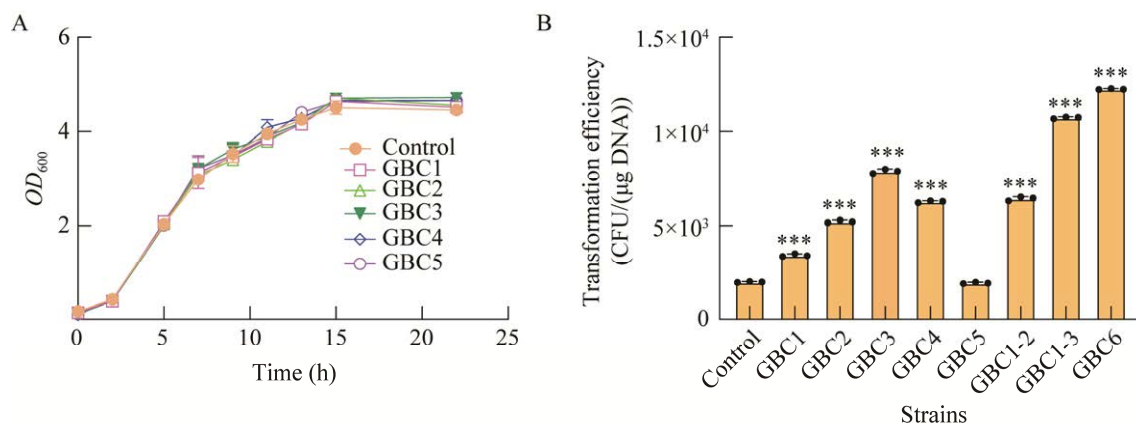 A
6
4
2
OD600
0
5
10
15
20
25
Time (h)
Control
GBC1
GBC2
GBC3
GBC4
GBC5
B
1.5×10⁴
1×10⁴
5×10³
0
Transformation efficiency
(CFU/(μg DNA))
***
***
***
***
***
***
***
Control
GBC1
GBC2
GBC3
GBC4
GBC5
GBC1-2
GBC1-3
GBC6
Strains